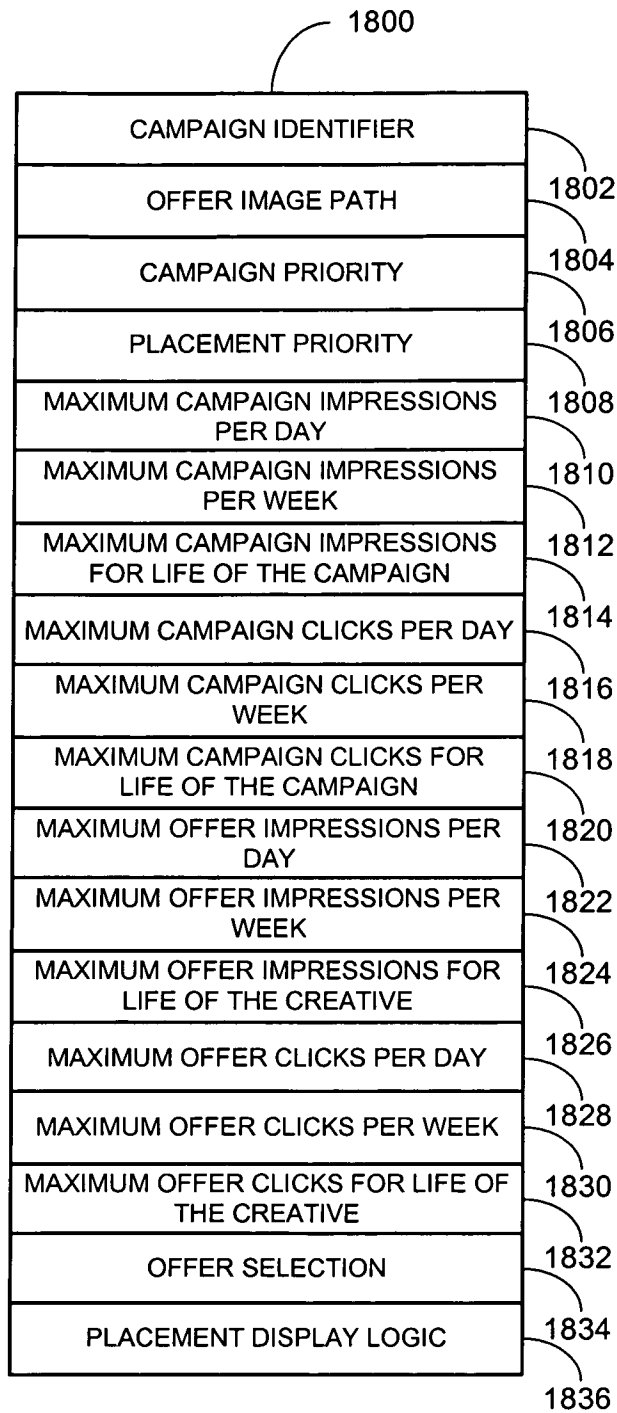 1800
CAMPAIGN IDENTIFIER
1802
OFFER IMAGE PATH
1804
CAMPAIGN PRIORITY
1806
PLACEMENT PRIORITY
1808
MAXIMUM CAMPAIGN IMPRESSIONS
PER DAY
1810
MAXIMUM CAMPAIGN IMPRESSIONS
PER WEEK
1812
MAXIMUM CAMPAIGN IMPRESSIONS
FOR LIFE OF THE CAMPAIGN
1814
MAXIMUM CAMPAIGN CLICKS PER DAY
1816
MAXIMUM CAMPAIGN CLICKS PER
WEEK
1818
MAXIMUM CAMPAIGN CLICKS FOR
LIFE OF THE CAMPAIGN
1820
MAXIMUM OFFER IMPRESSIONS PER
DAY
1822
MAXIMUM OFFER IMPRESSIONS PER
WEEK
1824
MAXIMUM OFFER IMPRESSIONS FOR
LIFE OF THE CREATIVE
1826
MAXIMUM OFFER CLICKS PER DAY
1828
MAXIMUM OFFER CLICKS PER WEEK
1830
MAXIMUM OFFER CLICKS FOR LIFE OF
THE CREATIVE
1832
OFFER SELECTION
1834
PLACEMENT DISPLAY LOGIC
1836